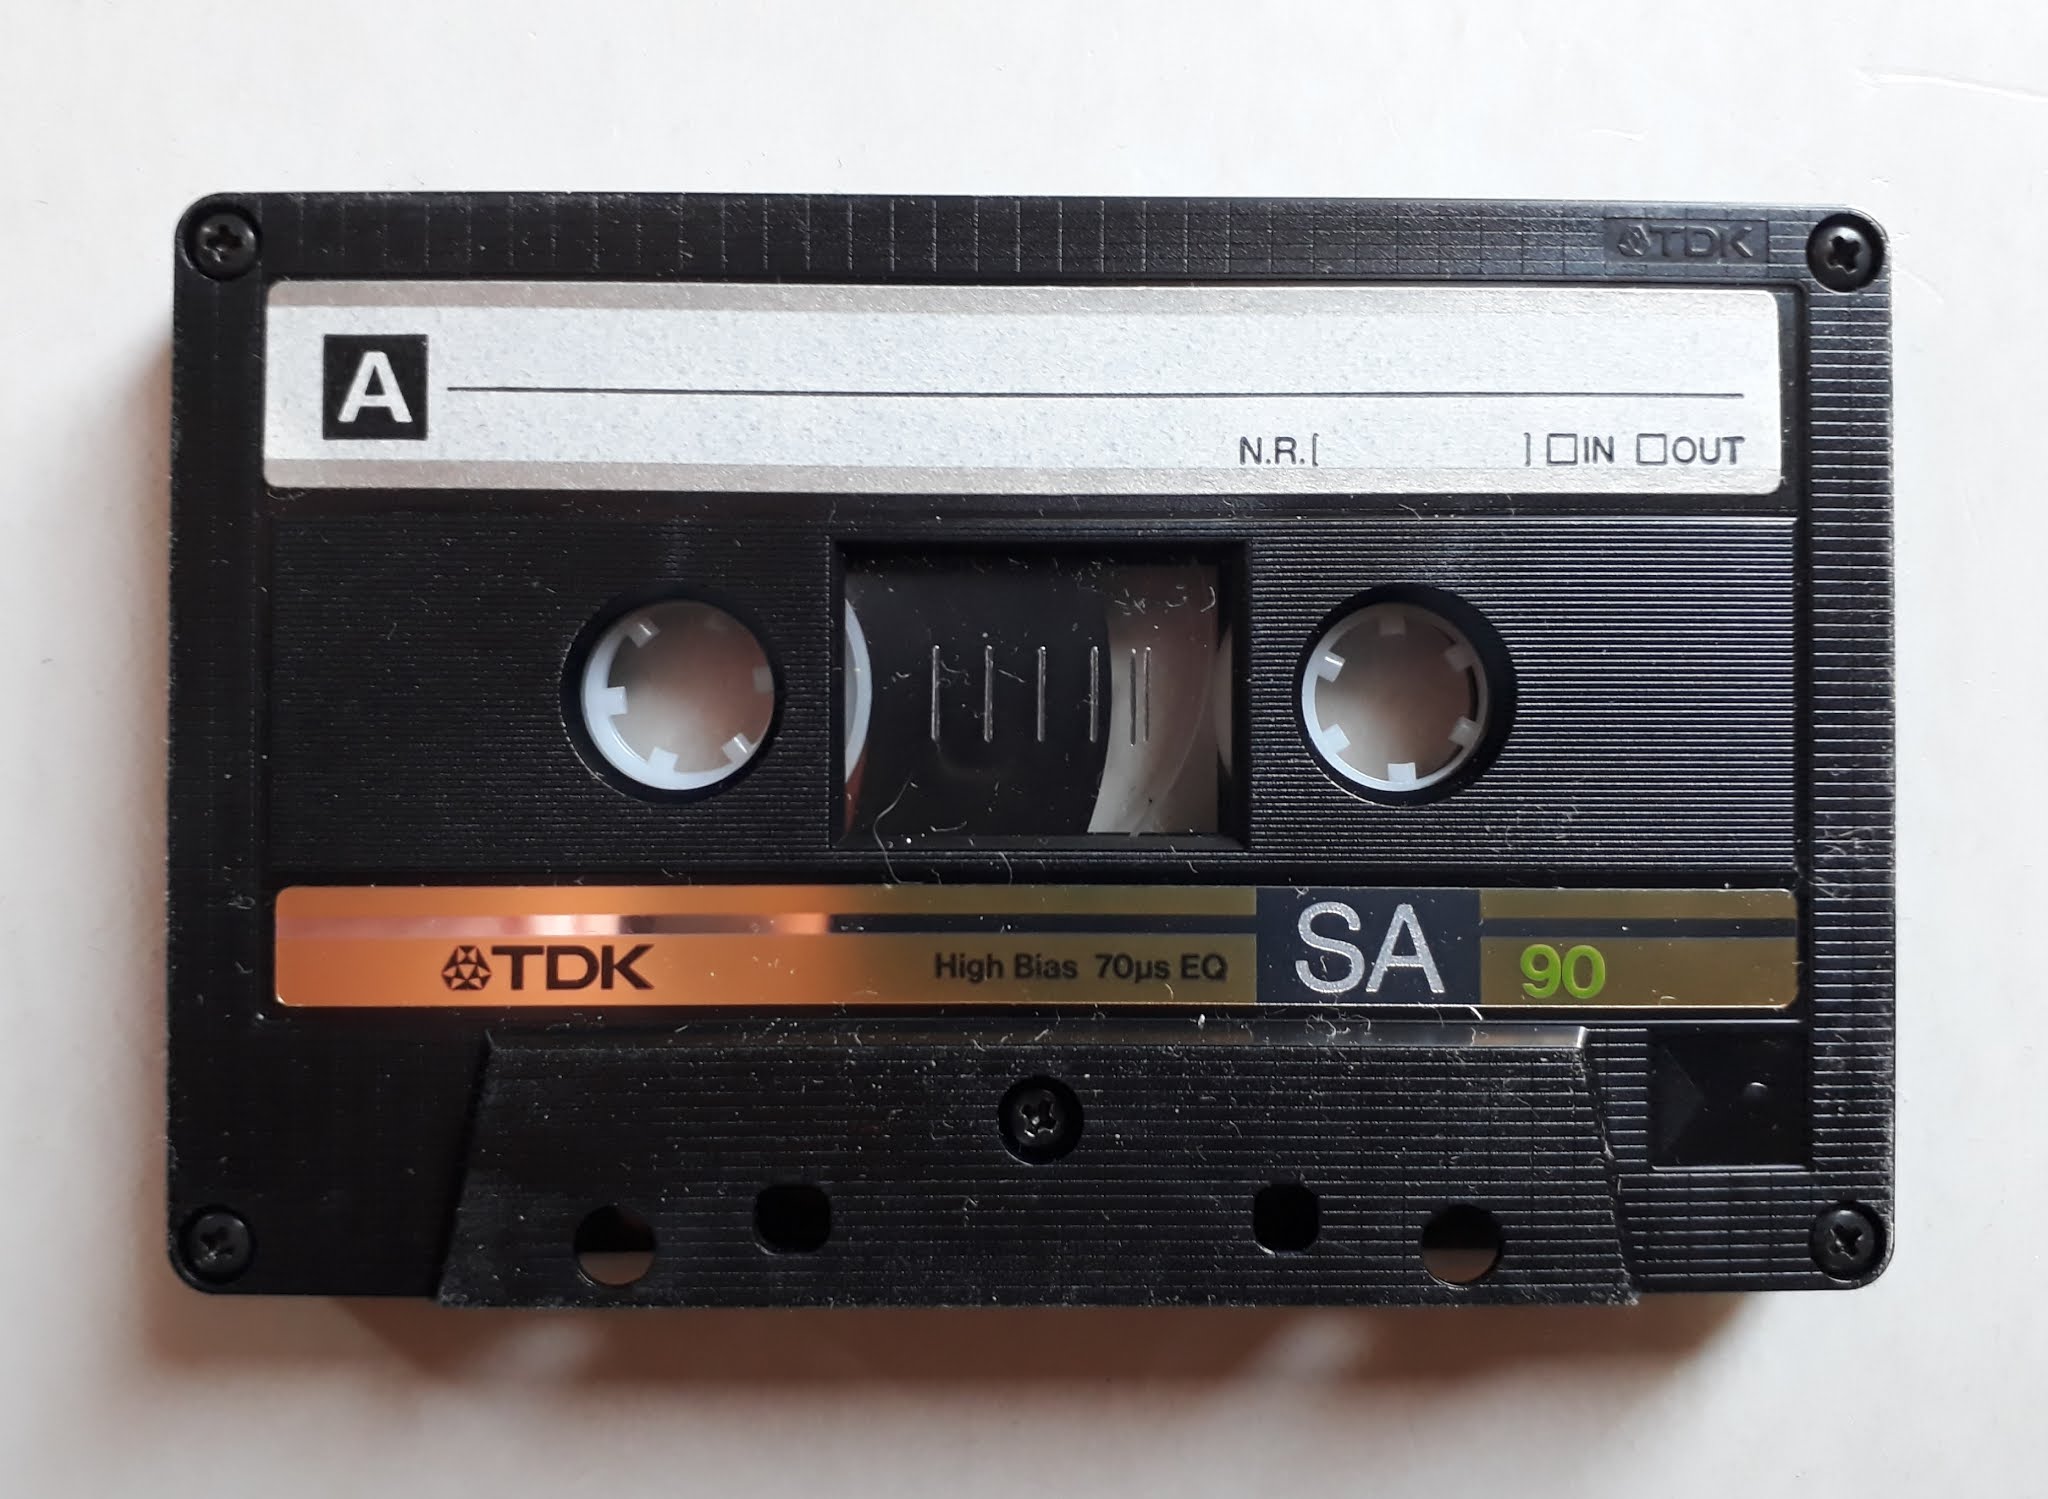 TDK
A
N.R.[ ] IN OUT
TDK High Bias 70µs EQ SA 90